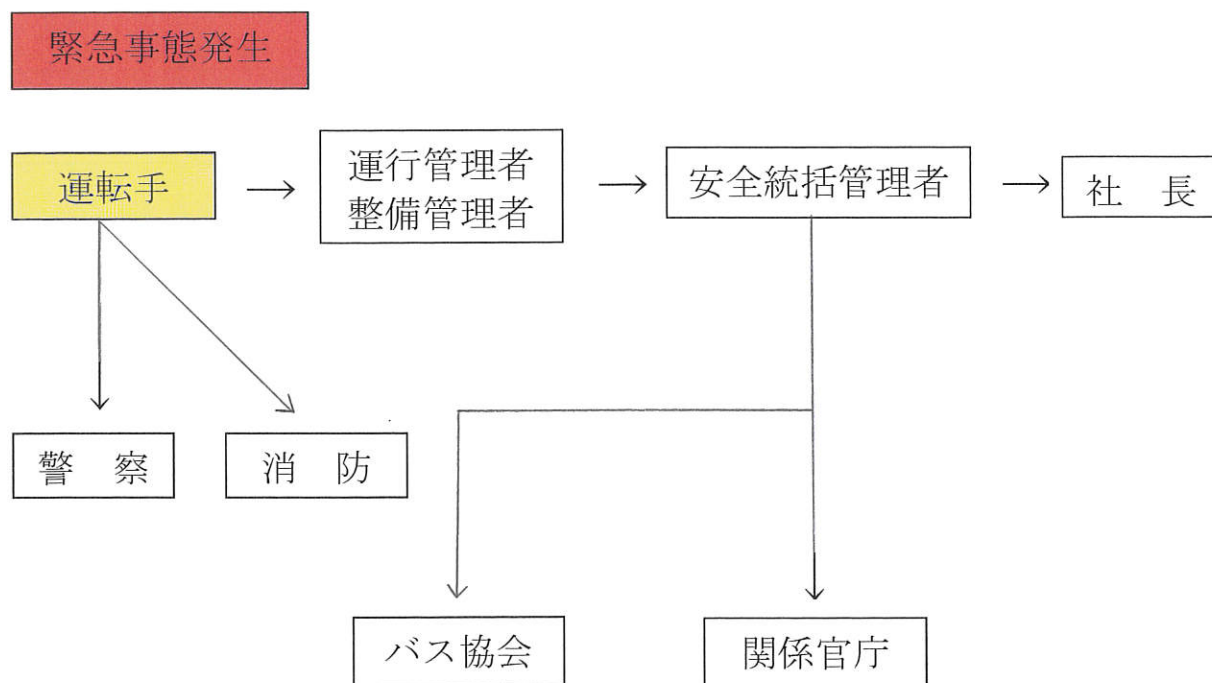 緊急事態発生
運転手
運行管理者
整備管理者
安全統括管理者
社　長
警　察
消　防
バス協会
関係官庁